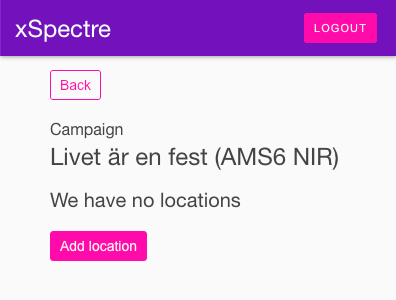 xSpectre
LOGOUT
Back
Campaign
Livet är en fest (AMS6 NIR)
We have no locations
Add location